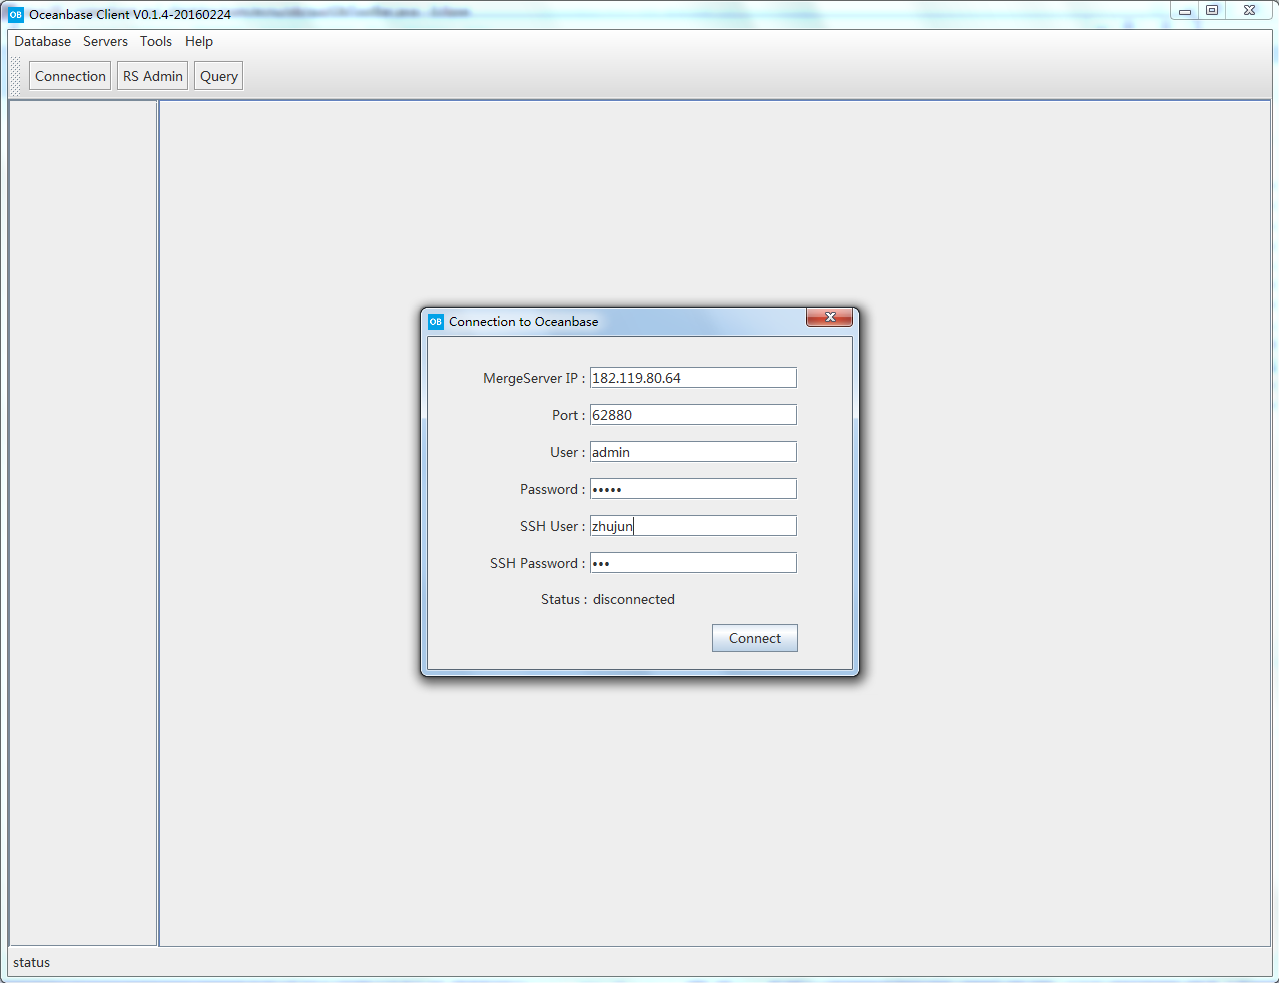 OB Oceanbase Client V0.1.4-20160224
Database Servers Tools Help
Connection RS Admin Query
OB Connection to Oceanbase
MergeServer IP : 182.119.80.64
Port : 62880
User : admin
Password : •••••
SSH User : zhujun
SSH Password : •••
Status : disconnected
Connect
status